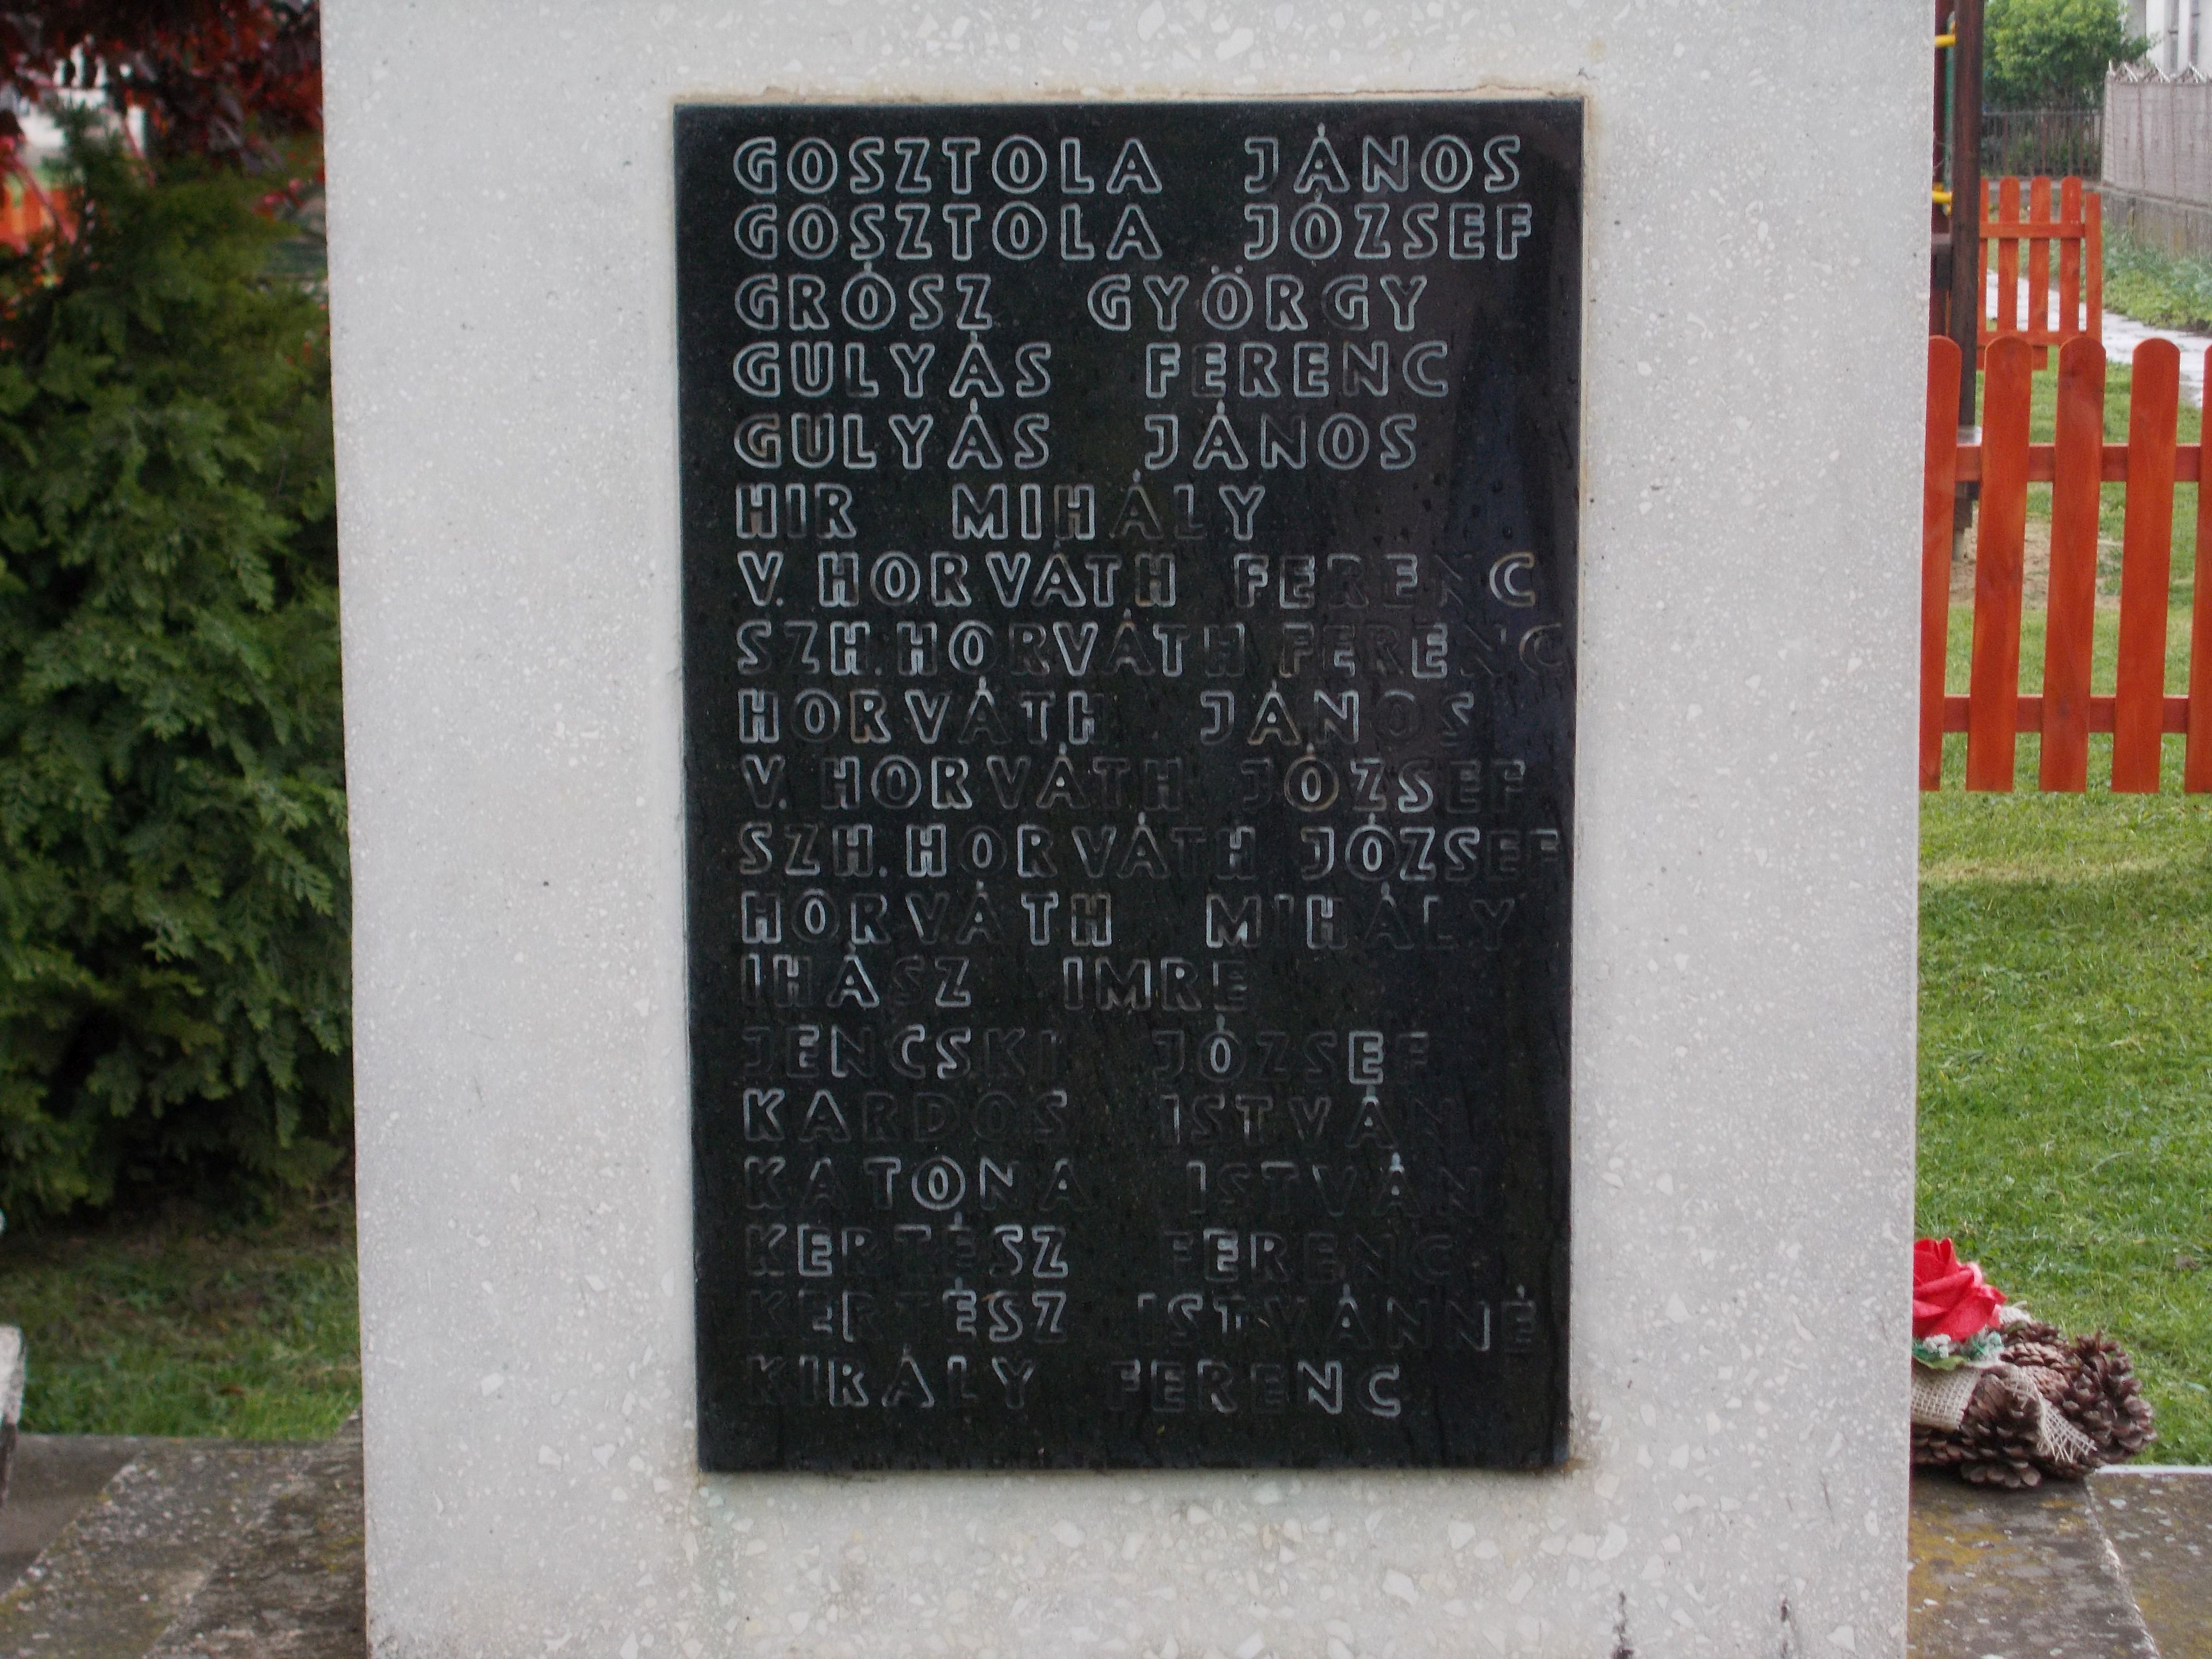 GOSZTOLA JÁNOS
GOSZTOLA JÓZSEF
GRÓSZ GYÖRGY
GULYÁS FERENC
GULYÁS JÁNOS
HIR MIHÁLY
V. HORVÁTH FERENC
SZH. HORVÁTH FERENC
HORVÁTH JÁNOS
V. HORVÁTH JÓZSEF
SZH. HORVÁTH JÓZSEF
HORVÁTH MIHÁLY
IHÁSZ IMRE
JENCSKI JÓZSEF
KARDOS ISTVÁN
KATONA ISTVÁN
KERTÉSZ FERENC
KERTÉSZ ISTVÁNNÉ
KIRÁLY FERENC